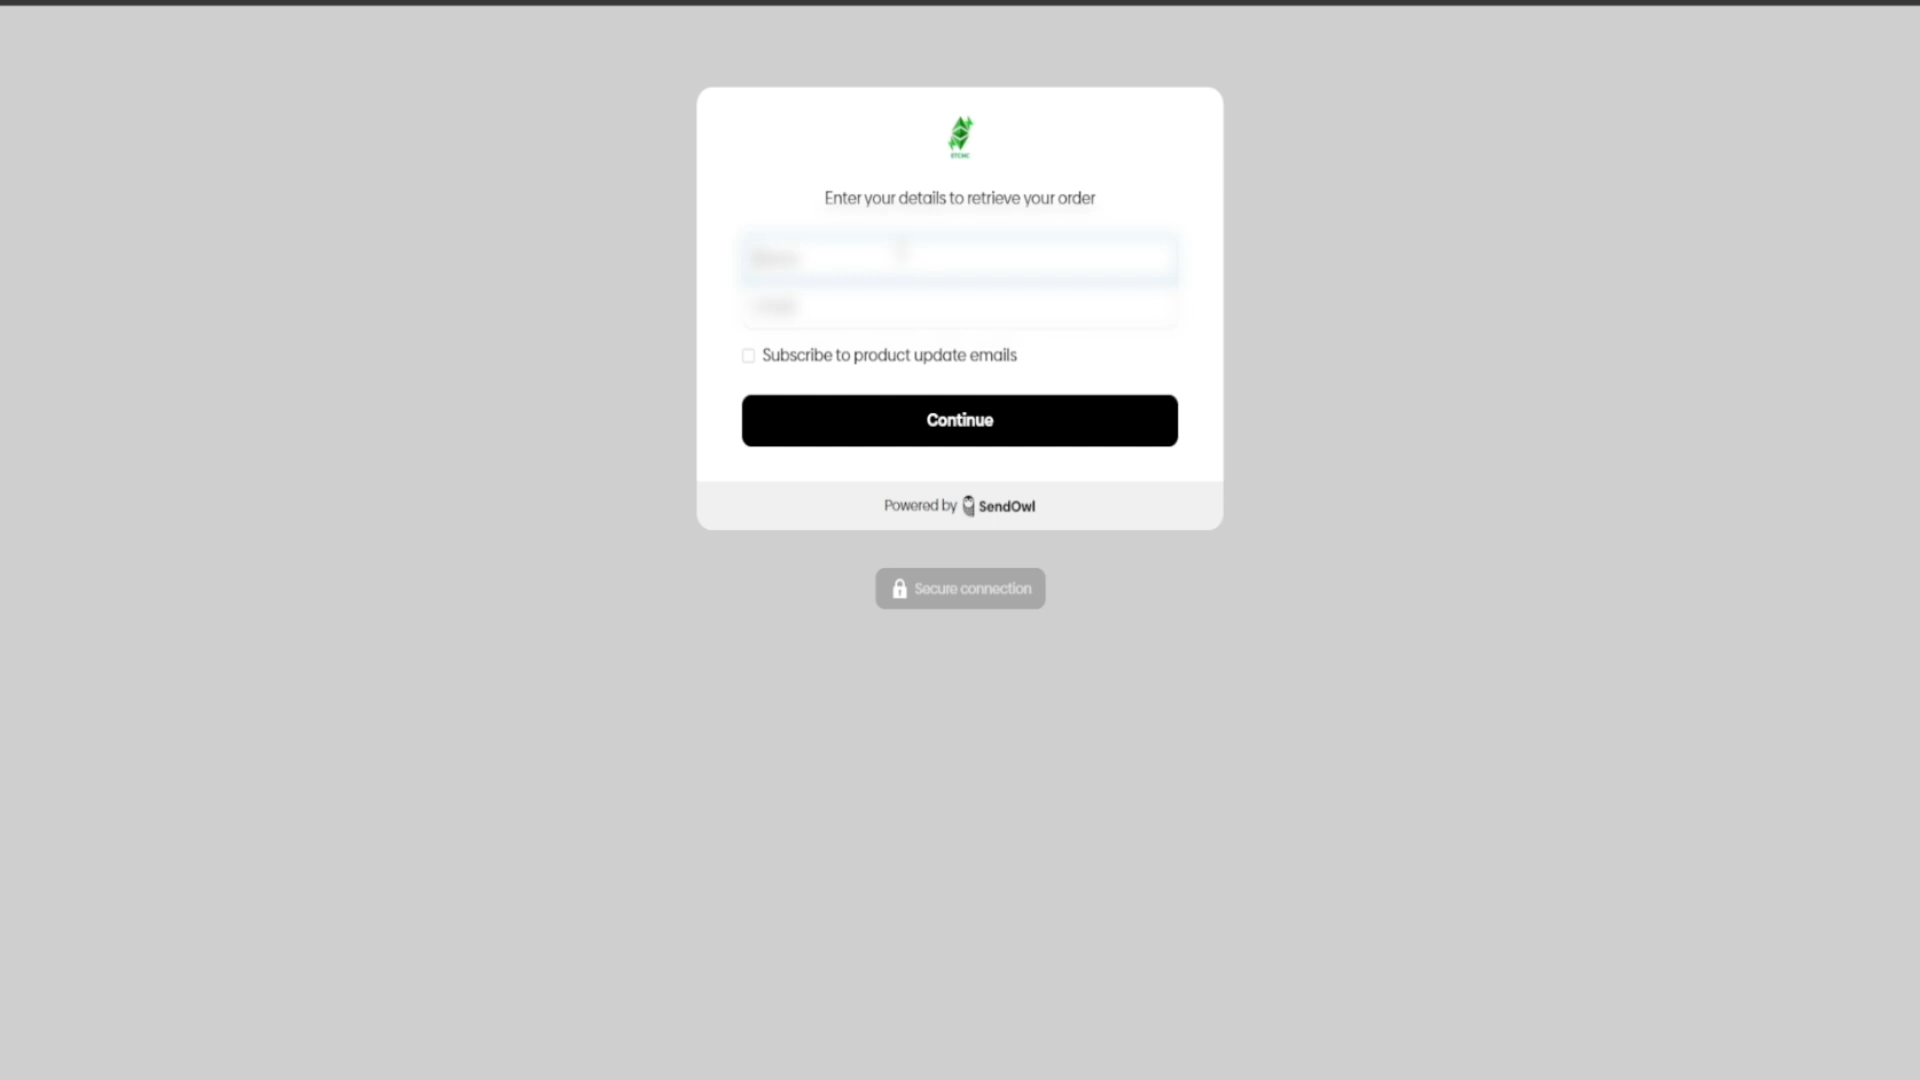 Enter your details to retrieve your order
Subscribe to product update emails
Continue
Powered by SendOwl
Secure connection